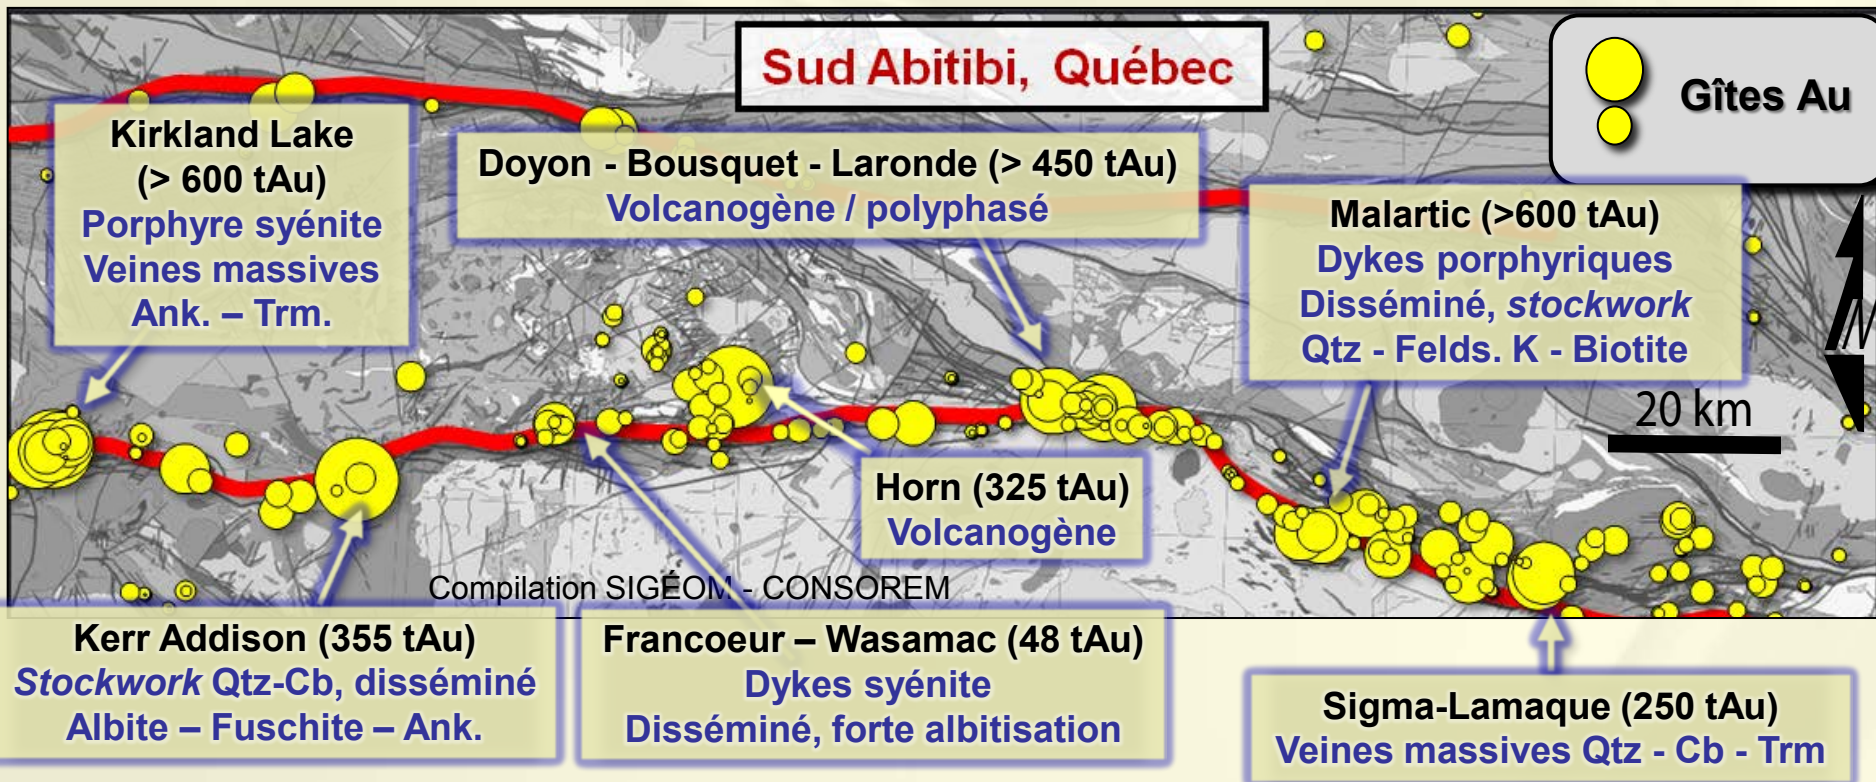 Sud Abitibi, Québec
Gîtes Au
Kirkland Lake
(> 600 tAu)
Porphyre syénite
Veines massives
Ank. – Trm.
Doyon - Bousquet - Laronde (> 450 tAu)
Volcanogène / polyphasé
Malartic (>600 tAu)
Dykes porphyriques
Disséminé, stockwork
Qtz - Felds. K - Biotite
N
20 km
Horn (325 tAu)
Volcanogène
Compilation SIGÉOM - CONSOREM
Kerr Addison (355 tAu)
Stockwork Qtz-Cb, disséminé
Albite – Fuschite – Ank.
Francoeur – Wasamac (48 tAu)
Dykes syénite
Disséminé, forte albitisation
Sigma-Lamaque (250 tAu)
Veines massives Qtz - Cb - Trm